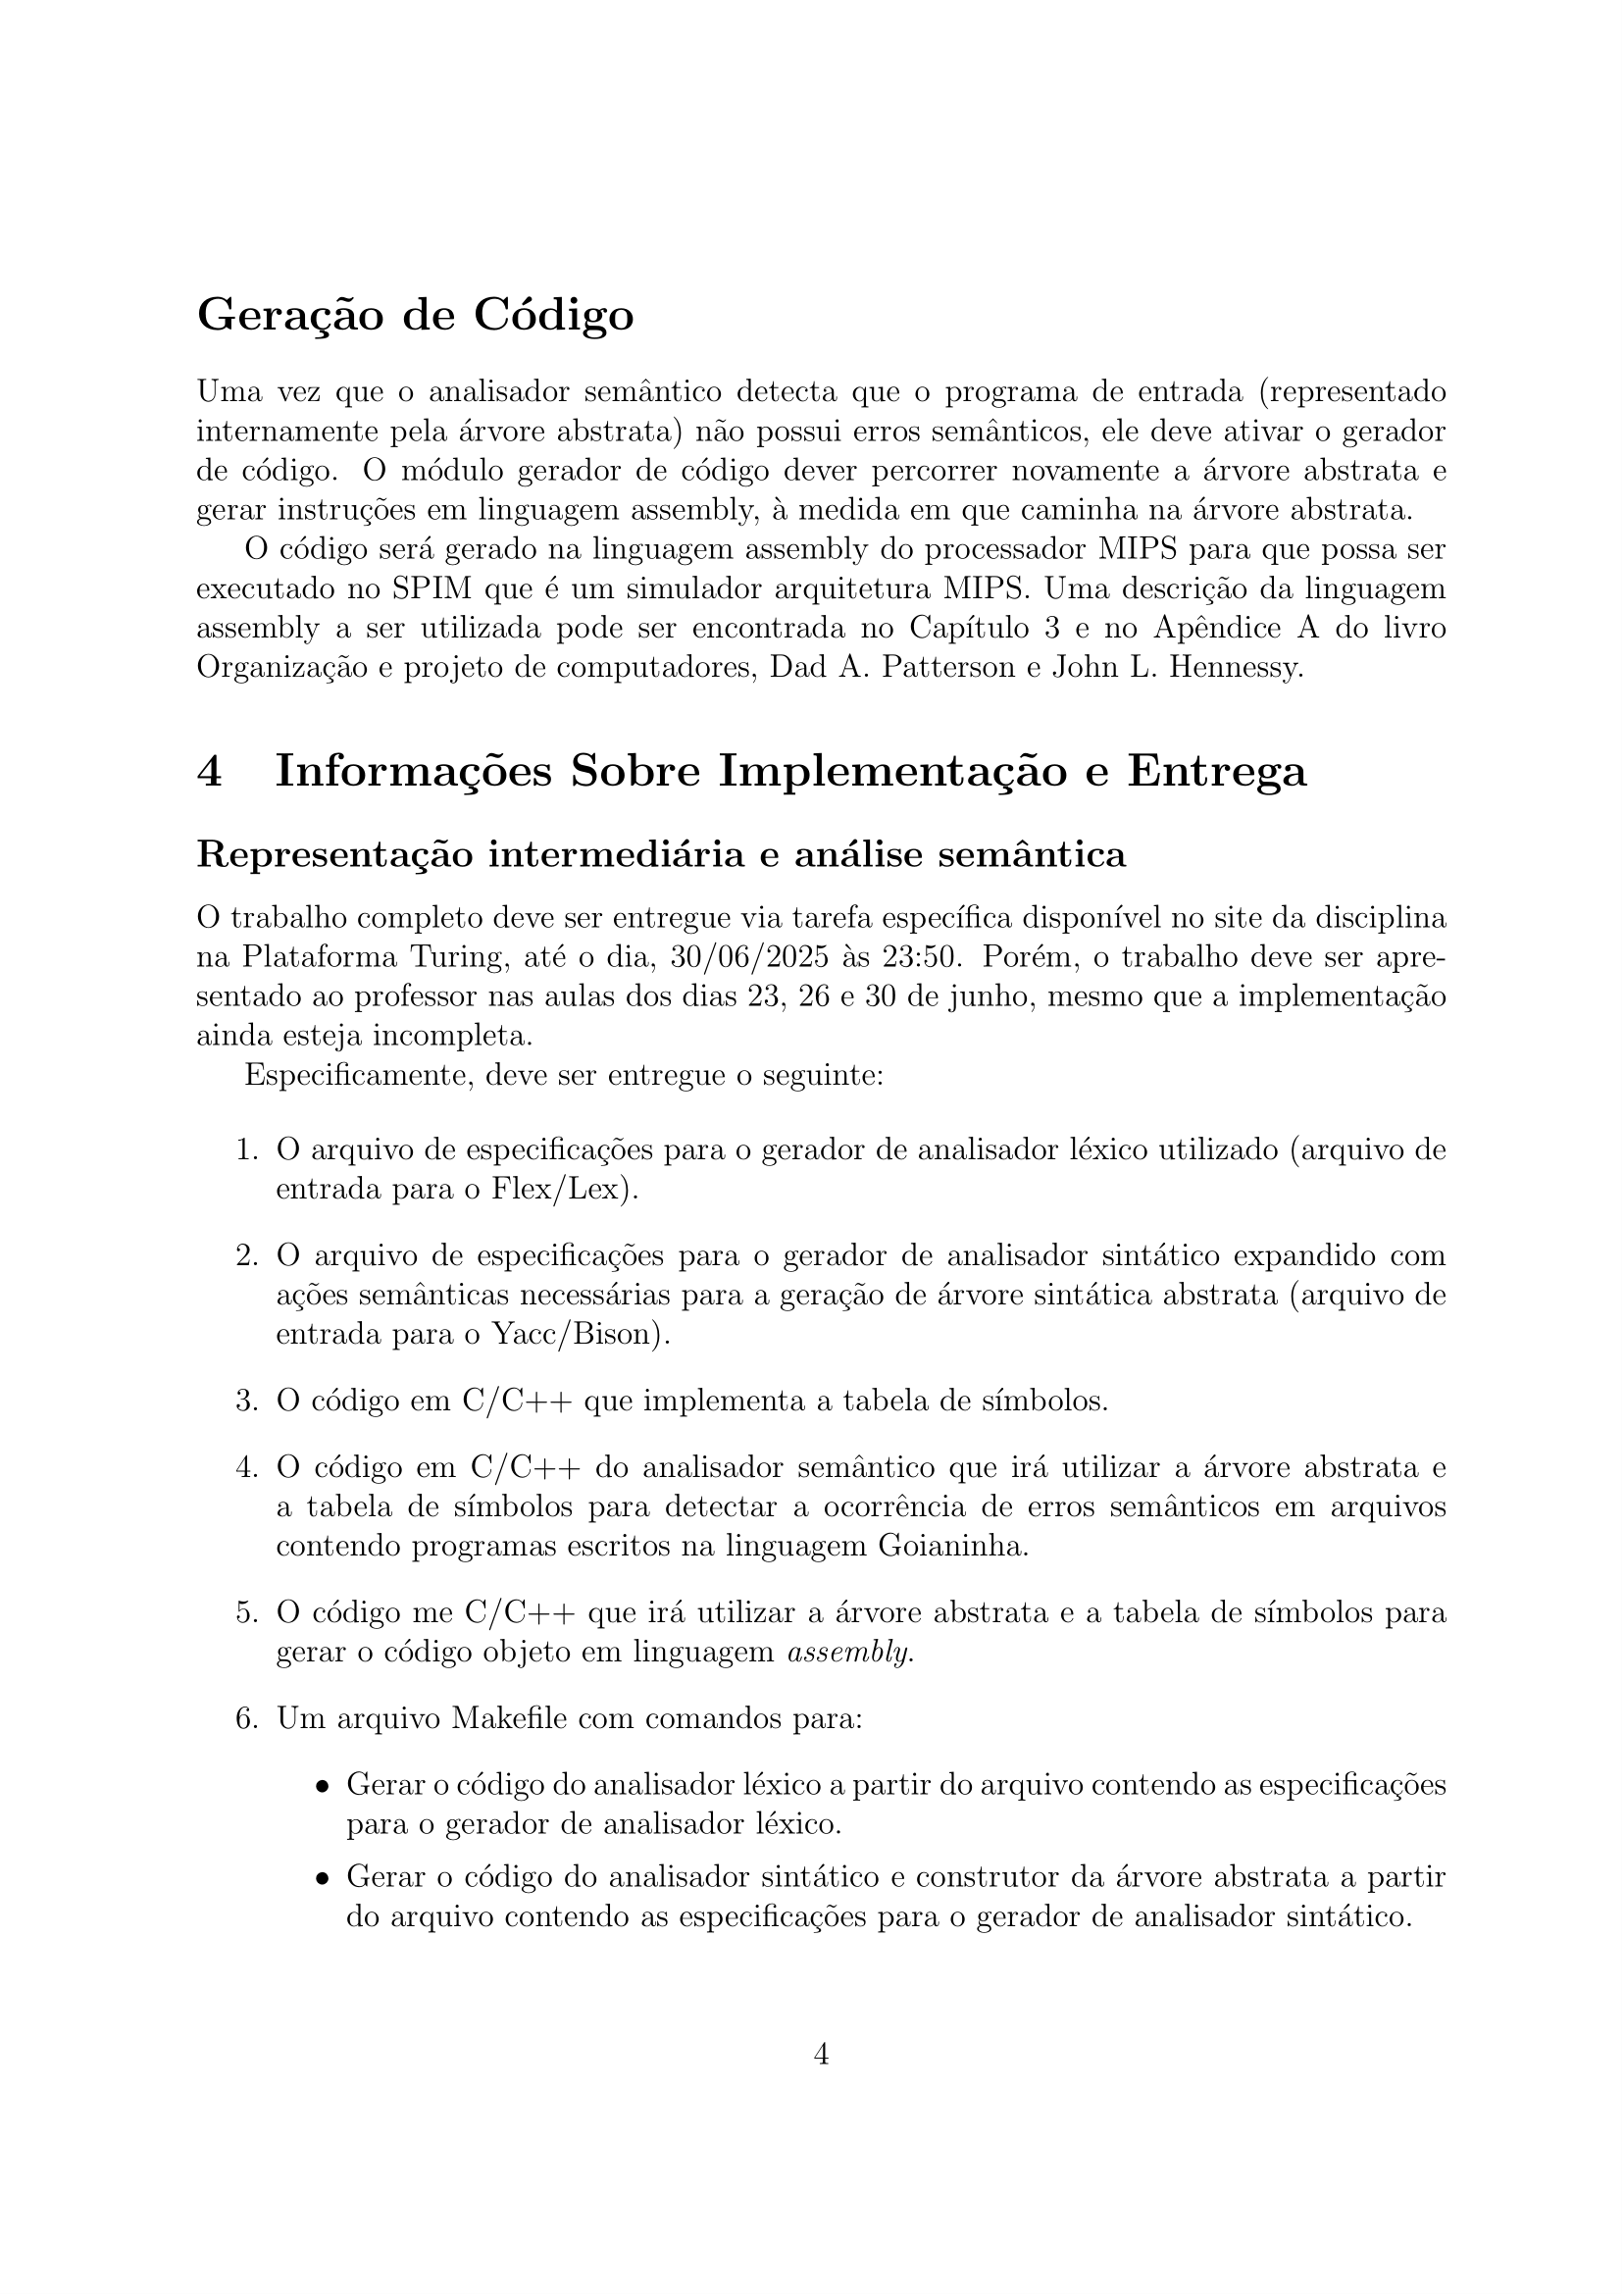 Geração de Código
Uma vez que o analisador semântico detecta que o programa de entrada (representado
internamente pela árvore abstrata) não possui erros semânticos, ele deve ativar o gerador
de código. O módulo gerador de código dever percorrer novamente a árvore abstrata e
gerar instruções em linguagem assembly, à medida em que caminha na árvore abstrata.
O código será gerado na linguagem assembly do processador MIPS para que possa ser
executado no SPIM que é um simulador arquitetura MIPS. Uma descrição da linguagem
assembly a ser utilizada pode ser encontrada no Capítulo 3 e no Apêndice A do livro
Organização e projeto de computadores, Dad A. Patterson e John L. Hennessy.
4 Informações Sobre Implementação e Entrega
Representação intermediária e análise semântica
O trabalho completo deve ser entregue via tarefa específica disponível no site da disciplina
na Plataforma Turing, até o dia, 30/06/2025 às 23:50. Porém, o trabalho deve ser apre-
sentado ao professor nas aulas dos dias 23, 26 e 30 de junho, mesmo que a implementação
ainda esteja incompleta.
Especificamente, deve ser entregue o seguinte:
1. O arquivo de especificações para o gerador de analisador léxico utilizado (arquivo de
entrada para o Flex/Lex).
2. O arquivo de especificações para o gerador de analisador sintático expandido com
ações semânticas necessárias para a geração de árvore sintática abstrata (arquivo de
entrada para o Yacc/Bison).
3. O código em C/C++ que implementa a tabela de símbolos.
4. O código em C/C++ do analisador semântico que irá utilizar a árvore abstrata e
a tabela de símbolos para detectar a ocorrência de erros semânticos em arquivos
contendo programas escritos na linguagem Goianinha.
5. O código me C/C++ que irá utilizar a árvore abstrata e a tabela de símbolos para
gerar o código objeto em linguagem assembly.
6. Um arquivo Makefile com comandos para:
• Gerar o código do analisador léxico a partir do arquivo contendo as especificações
para o gerador de analisador léxico.
• Gerar o código do analisador sintático e construtor da árvore abstrata a partir
do arquivo contendo as especificações para o gerador de analisador sintático.
4